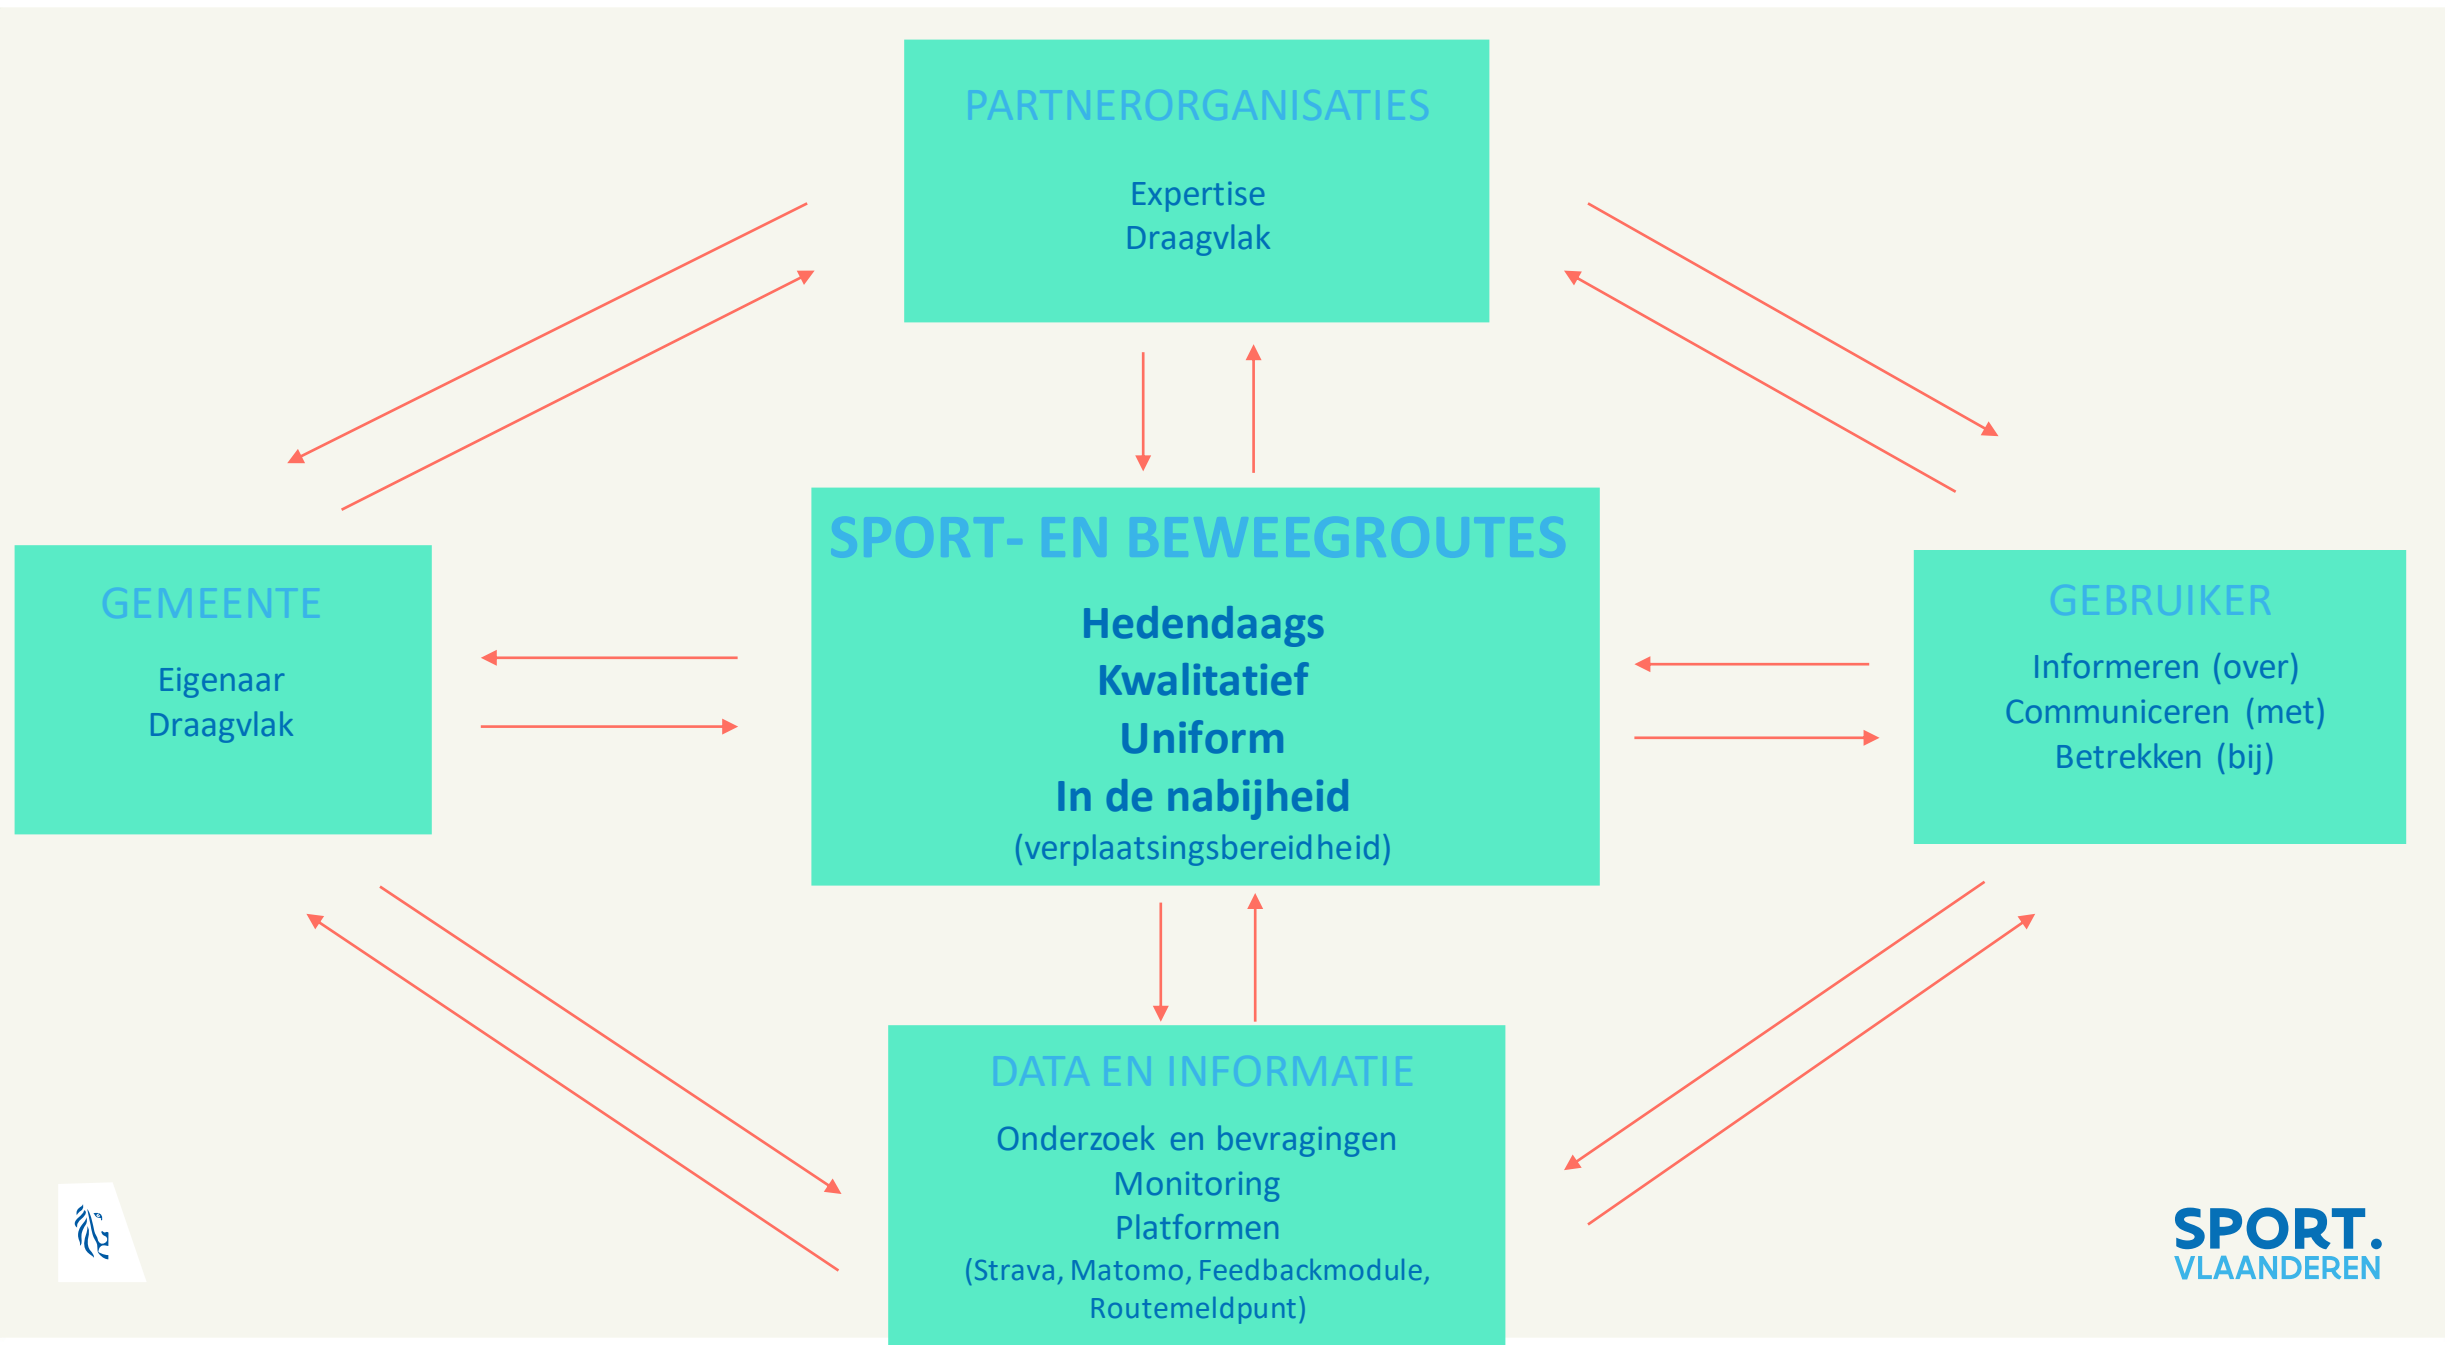 PARTNERORGANISATIES
Expertise
Draagvlak
SPORT- EN BEWEEGROUTES
Hedendaags
Kwalitatief
Uniform
In de nabijheid
(verplaatsingsbereidheid)
GEMEENTE
Eigenaar
Draagvlak
GEBRUIKER
Informeren (over)
Communiceren (met)
Betrekken (bij)
DATA EN INFORMATIE
Onderzoek en bevragingen
Monitoring
Platformen
(Strava, Matomo, Feedbackmodule,
Routemeldpunt)
SPORT.
VLAANDEREN